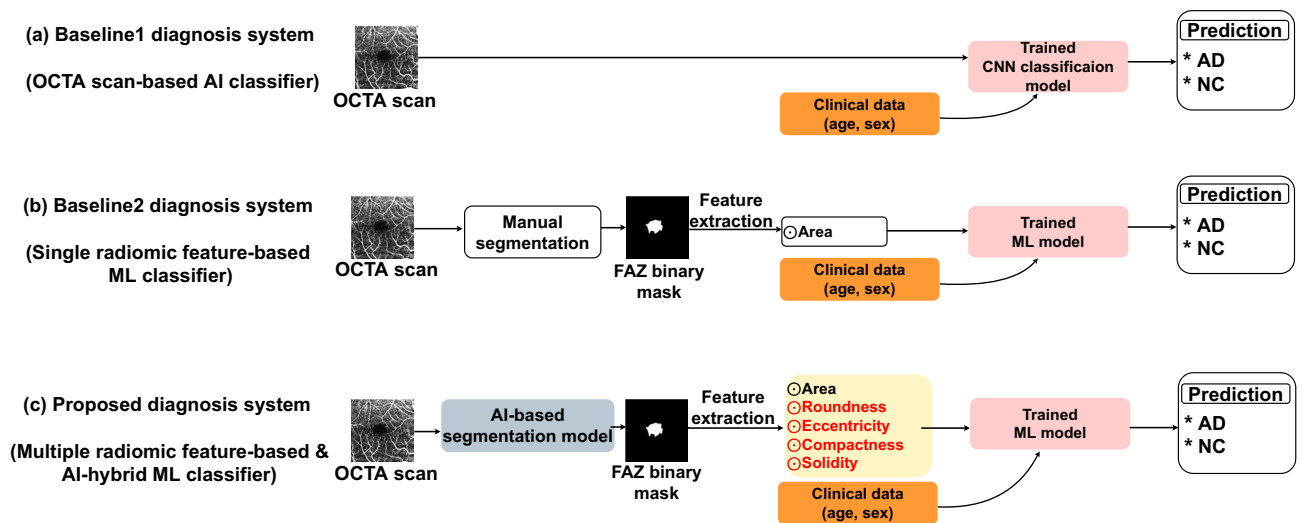 (a) Baseline1 diagnosis system
(OCTA scan-based AI classifier)
OCTA scan
Clinical data
(age, sex)
Trained
CNN classificaion
model
Prediction
* AD
* NC
(b) Baseline2 diagnosis system
(Single radiomic feature-based
ML classifier)
OCTA scan
Manual
segmentation
FAZ binary
mask
Feature
extraction
⊙Area
Clinical data
(age, sex)
Trained
ML model
Prediction
* AD
* NC
(c) Proposed diagnosis system
(Multiple radiomic feature-based &
AI-hybrid ML classifier)
OCTA scan
AI-based
segmentation model
FAZ binary
mask
Feature
extraction
⊙Area
⊙Roundness
⊙Eccentricity
⊙Compactness
⊙Solidity
Clinical data
(age, sex)
Trained
ML model
Prediction
* AD
* NC